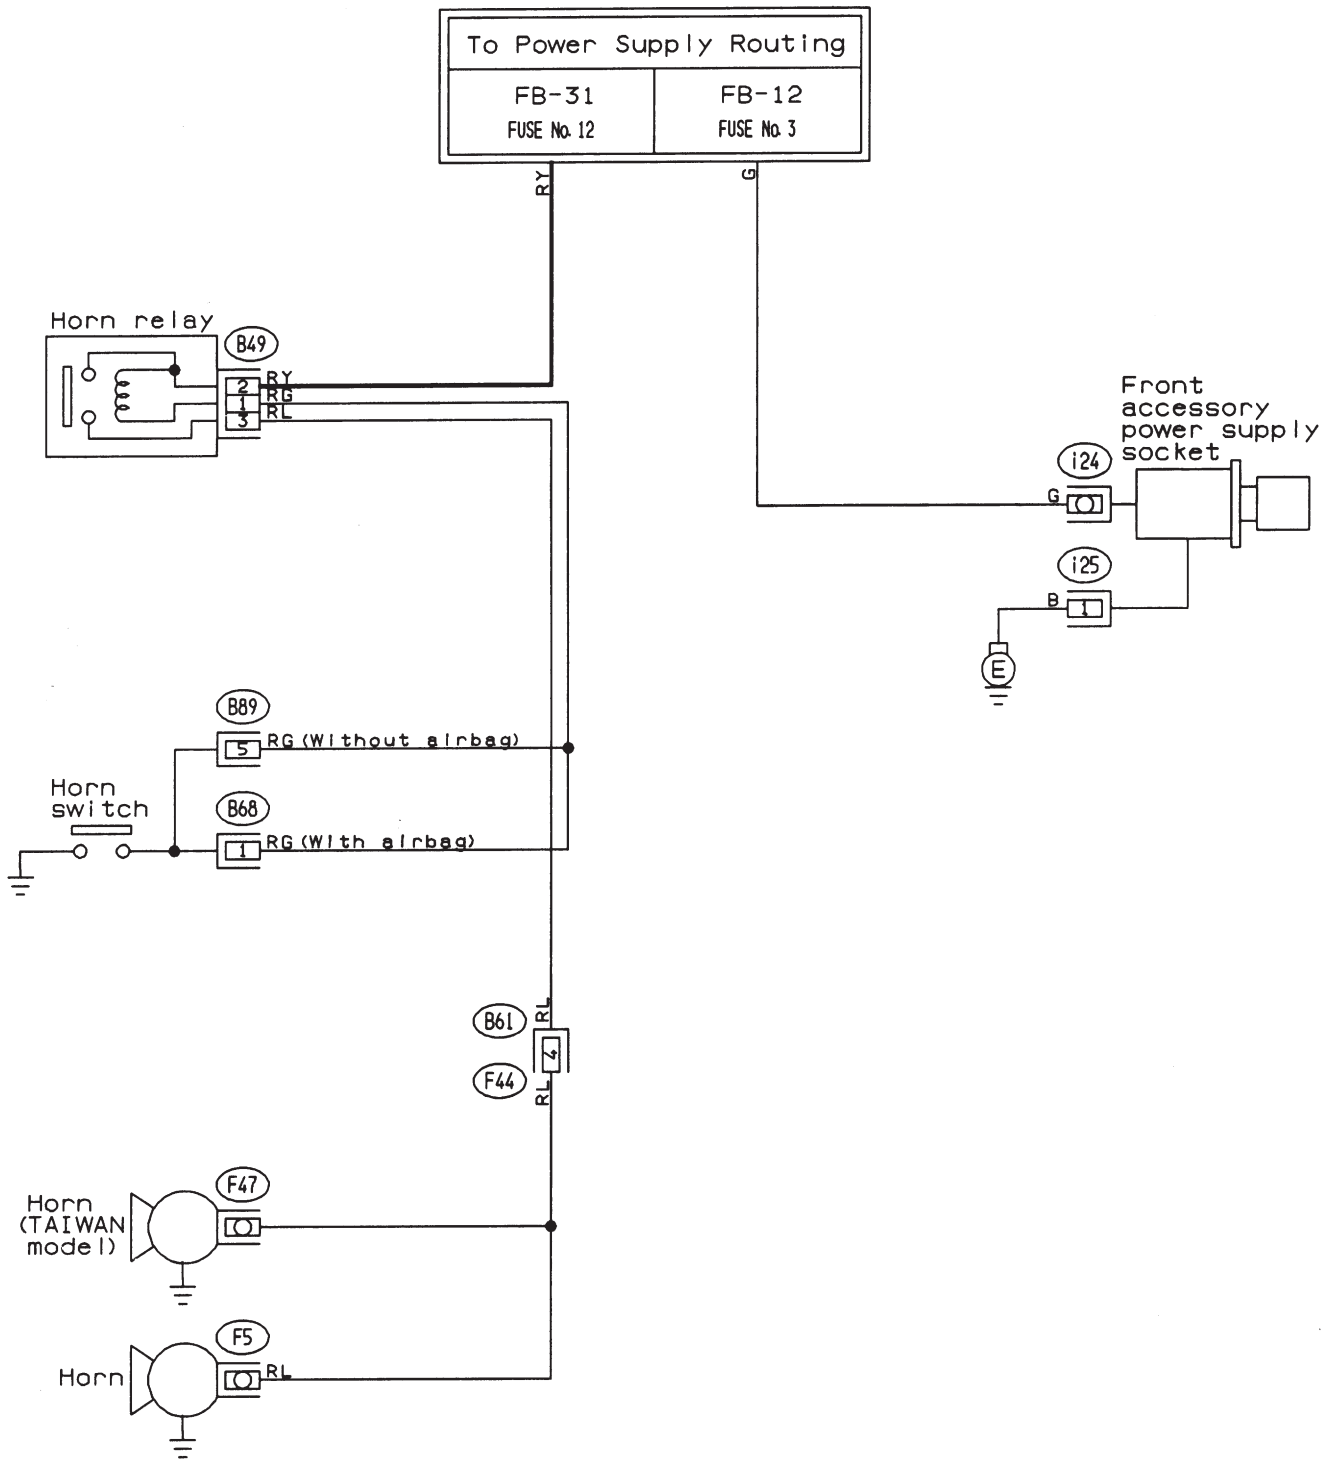 To Power Supply Routing
FB-31
FB-12
FUSE No. 12
FUSE No. 3
RY
G
Horn relay
B49
2
RY
1
RG
3
RL
Front
accessory
power supply
socket
i24
G
i25
B
1
E
B89
5
RG (Without airbag)
Horn
switch
B68
1
RG (With airbag)
RL
B61
4
F44
RL
F47
Horn
(TAIWAN
model)
F5
Horn
RL